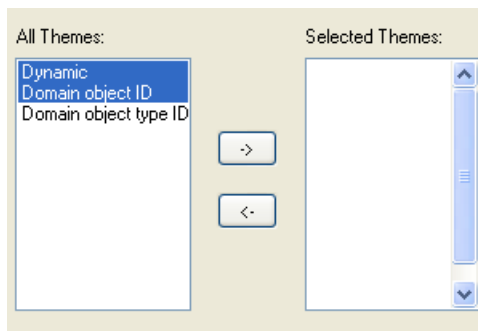 All Themes:
Selected Themes:
Dynamic
Domain object ID
Domain object type ID
->
<-